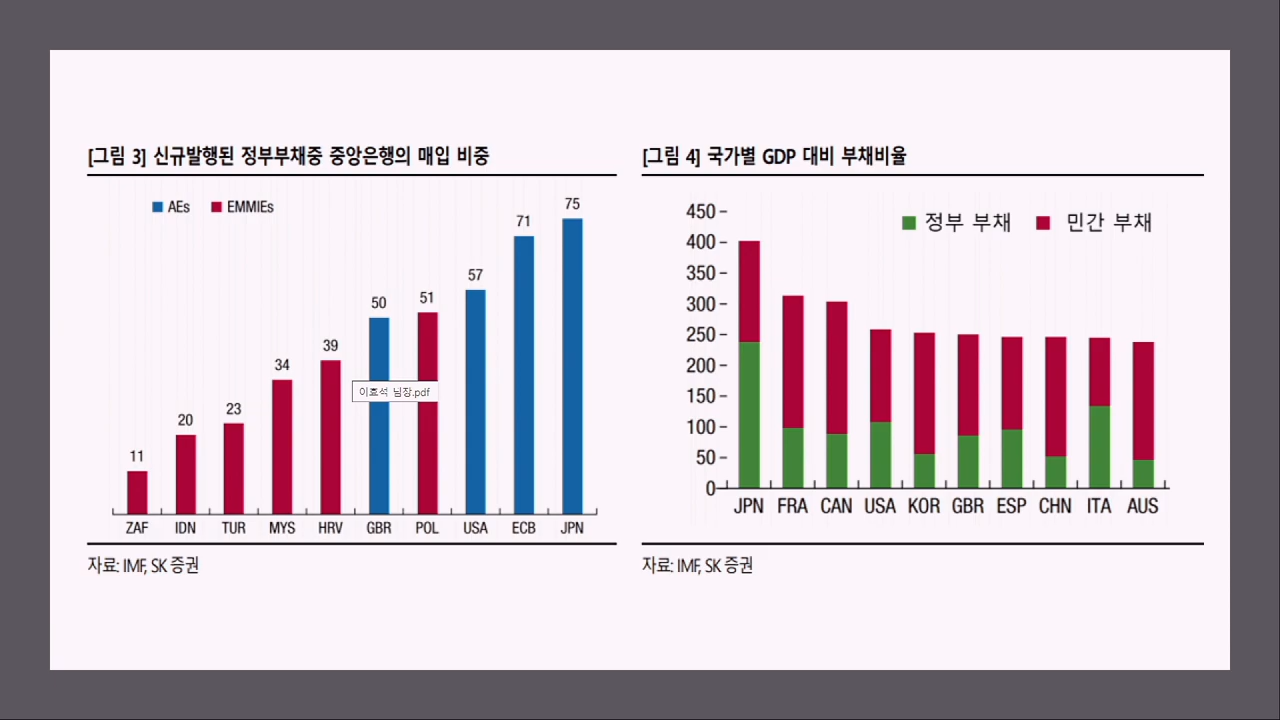 [그림 3] 신규발행된 정부부채중 중앙은행의 매입 비중
AEs EMMIEs
11 20 23 34 39 50 51 57 71 75
이효석 님장.pdf
ZAF IDN TUR MYS HRV GBR POL USA ECB JPN
자료: IMF, SK 증권
[그림 4] 국가별 GDP 대비 부채비율
정부 부채 민간 부채
450
400
350
300
250
200
150
100
50
0
JPN FRA CAN USA KOR GBR ESP CHN ITA AUS
자료: IMF, SK 증권